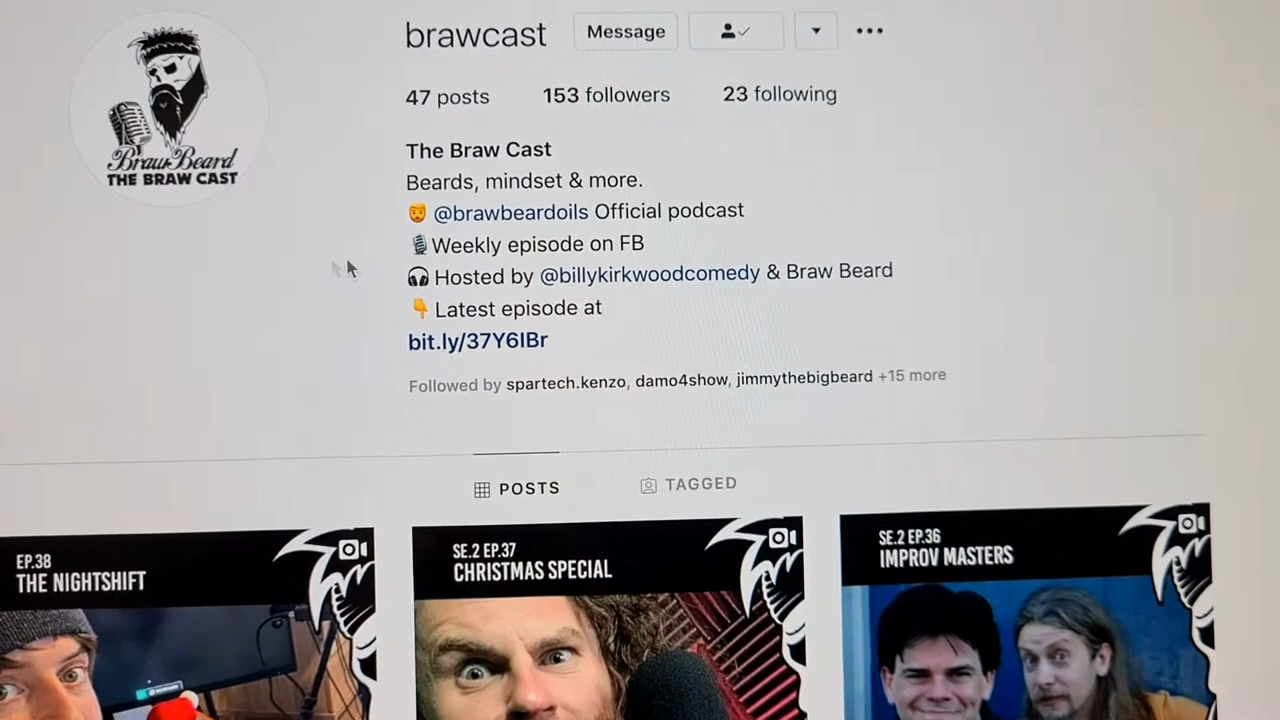 brawcast
Message
47 posts
153 followers
23 following
The Braw Cast
Beards, mindset & more.
@brawbeardoils Official podcast
Weekly episode on FB
Hosted by @billykirkwoodcomedy & Braw Beard
Latest episode at
bit.ly/37Y6IBr
Followed by spartech.kenzo, damo4show, jimmythebigbeard +15 more
Braw Beard
THE BRAW CAST
POSTS
TAGGED
EP.38
THE NIGHTSHIFT
SE.2 EP.37
CHRISTMAS SPECIAL
SE.2 EP.36
IMPROV MASTERS